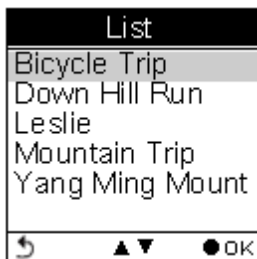 List
Bicycle Trip
Down Hill Run
Leslie
Mountain Trip
Yang Ming Mount
OK